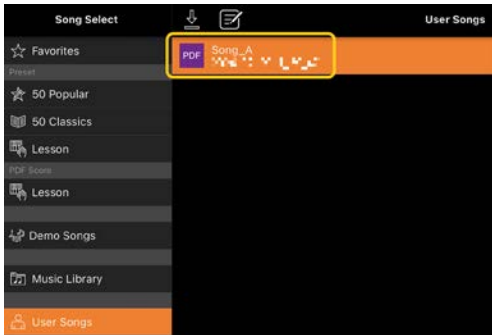 Song Select
User Songs
Favorites
Preset
50 Popular
50 Classics
Lesson
PDF Score
Lesson
Demo Songs
Music Library
User Songs
PDF
Song_A